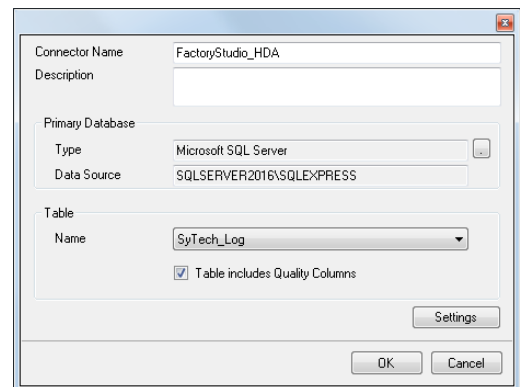 Connector Name FactoryStudio_HDA
Description
Primary Database
Type Microsoft SQL Server .
Data Source SQLSERVER2016\SQLEXPRESS
Table
Name SyTech_Log
Table includes Quality Columns
Settings
OK Cancel